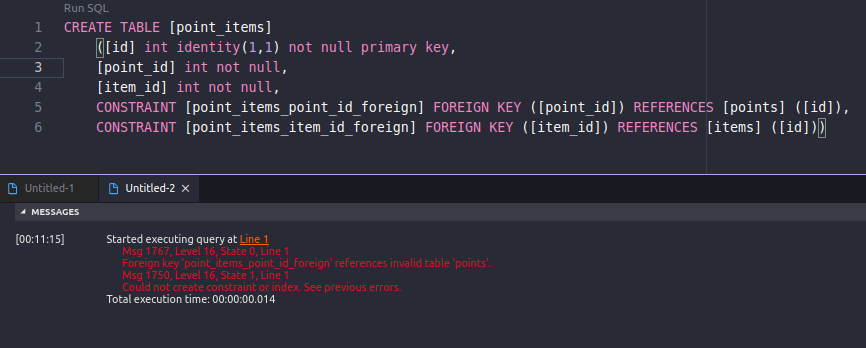 Run SQL
1 CREATE TABLE [point_items]
2 ([id] int identity(1,1) not null primary key,
3 [point_id] int not null,
4 [item_id] int not null,
5 CONSTRAINT [point_items_point_id_foreign] FOREIGN KEY ([point_id]) REFERENCES [points] ([id]),
6 CONSTRAINT [point_items_item_id_foreign] FOREIGN KEY ([item_id]) REFERENCES [items] ([id]))
Untitled-1 Untitled-2
MESSAGES
[00:11:15] Started executing query at Line 1
Msg 1767, Level 16, State 0, Line 1
Foreign key 'point_items_point_id_foreign' references invalid table 'points'.
Msg 1750, Level 16, State 1, Line 1
Could not create constraint or index. See previous errors.
Total execution time: 00:00:00.014